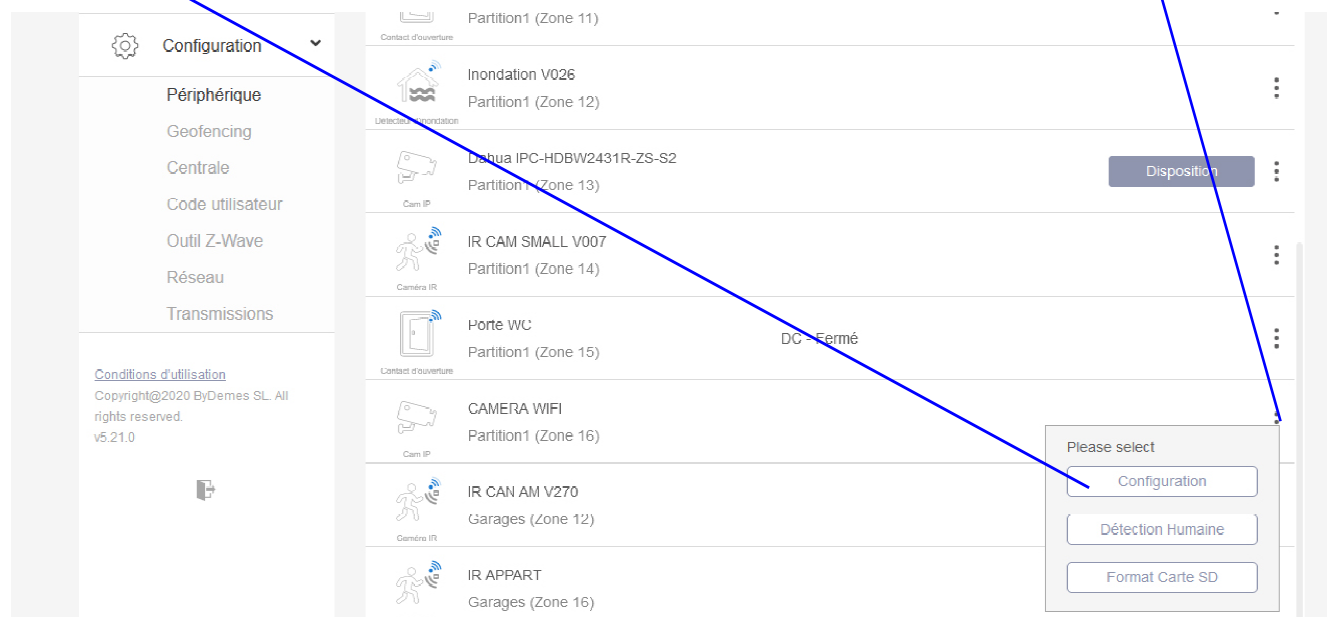 Configuration
Périphérique
Geofencing
Centrale
Code utilisateur
Outil Z-Wave
Réseau
Transmissions
Conditions d'utilisation
Copyright@2020 ByDemes SL. All
rights reserved.
v5.21.0
Partition1 (Zone 11)
Contact d'ouverture
Inondation V026
Partition1 (Zone 12)
Détecteur d'inondation
Dahua IPC-HDBW2431R-ZS-S2
Partition1 (Zone 13)
Cam IP
Disposition
IR CAM SMALL V007
Partition1 (Zone 14)
Caméra IR
Porte WC
Partition1 (Zone 15)
Contact d'ouverture
DC - Fermé
CAMERA WIFI
Partition1 (Zone 16)
Cam IP
Please select
Configuration
Détection Humaine
Format Carte SD
IR CAN AM V270
Garages (Zone 12)
Caméra IR
IR APPART
Garages (Zone 16)